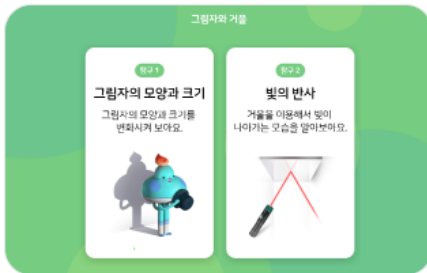 그림자와 거울
탐구 1
그림자의 모양과 크기
그림자의 모양과 크기를
변화시켜 보아요.
탐구 2
빛의 반사
거울을 이용해서 빛이
나아가는 모습을 알아보아요.